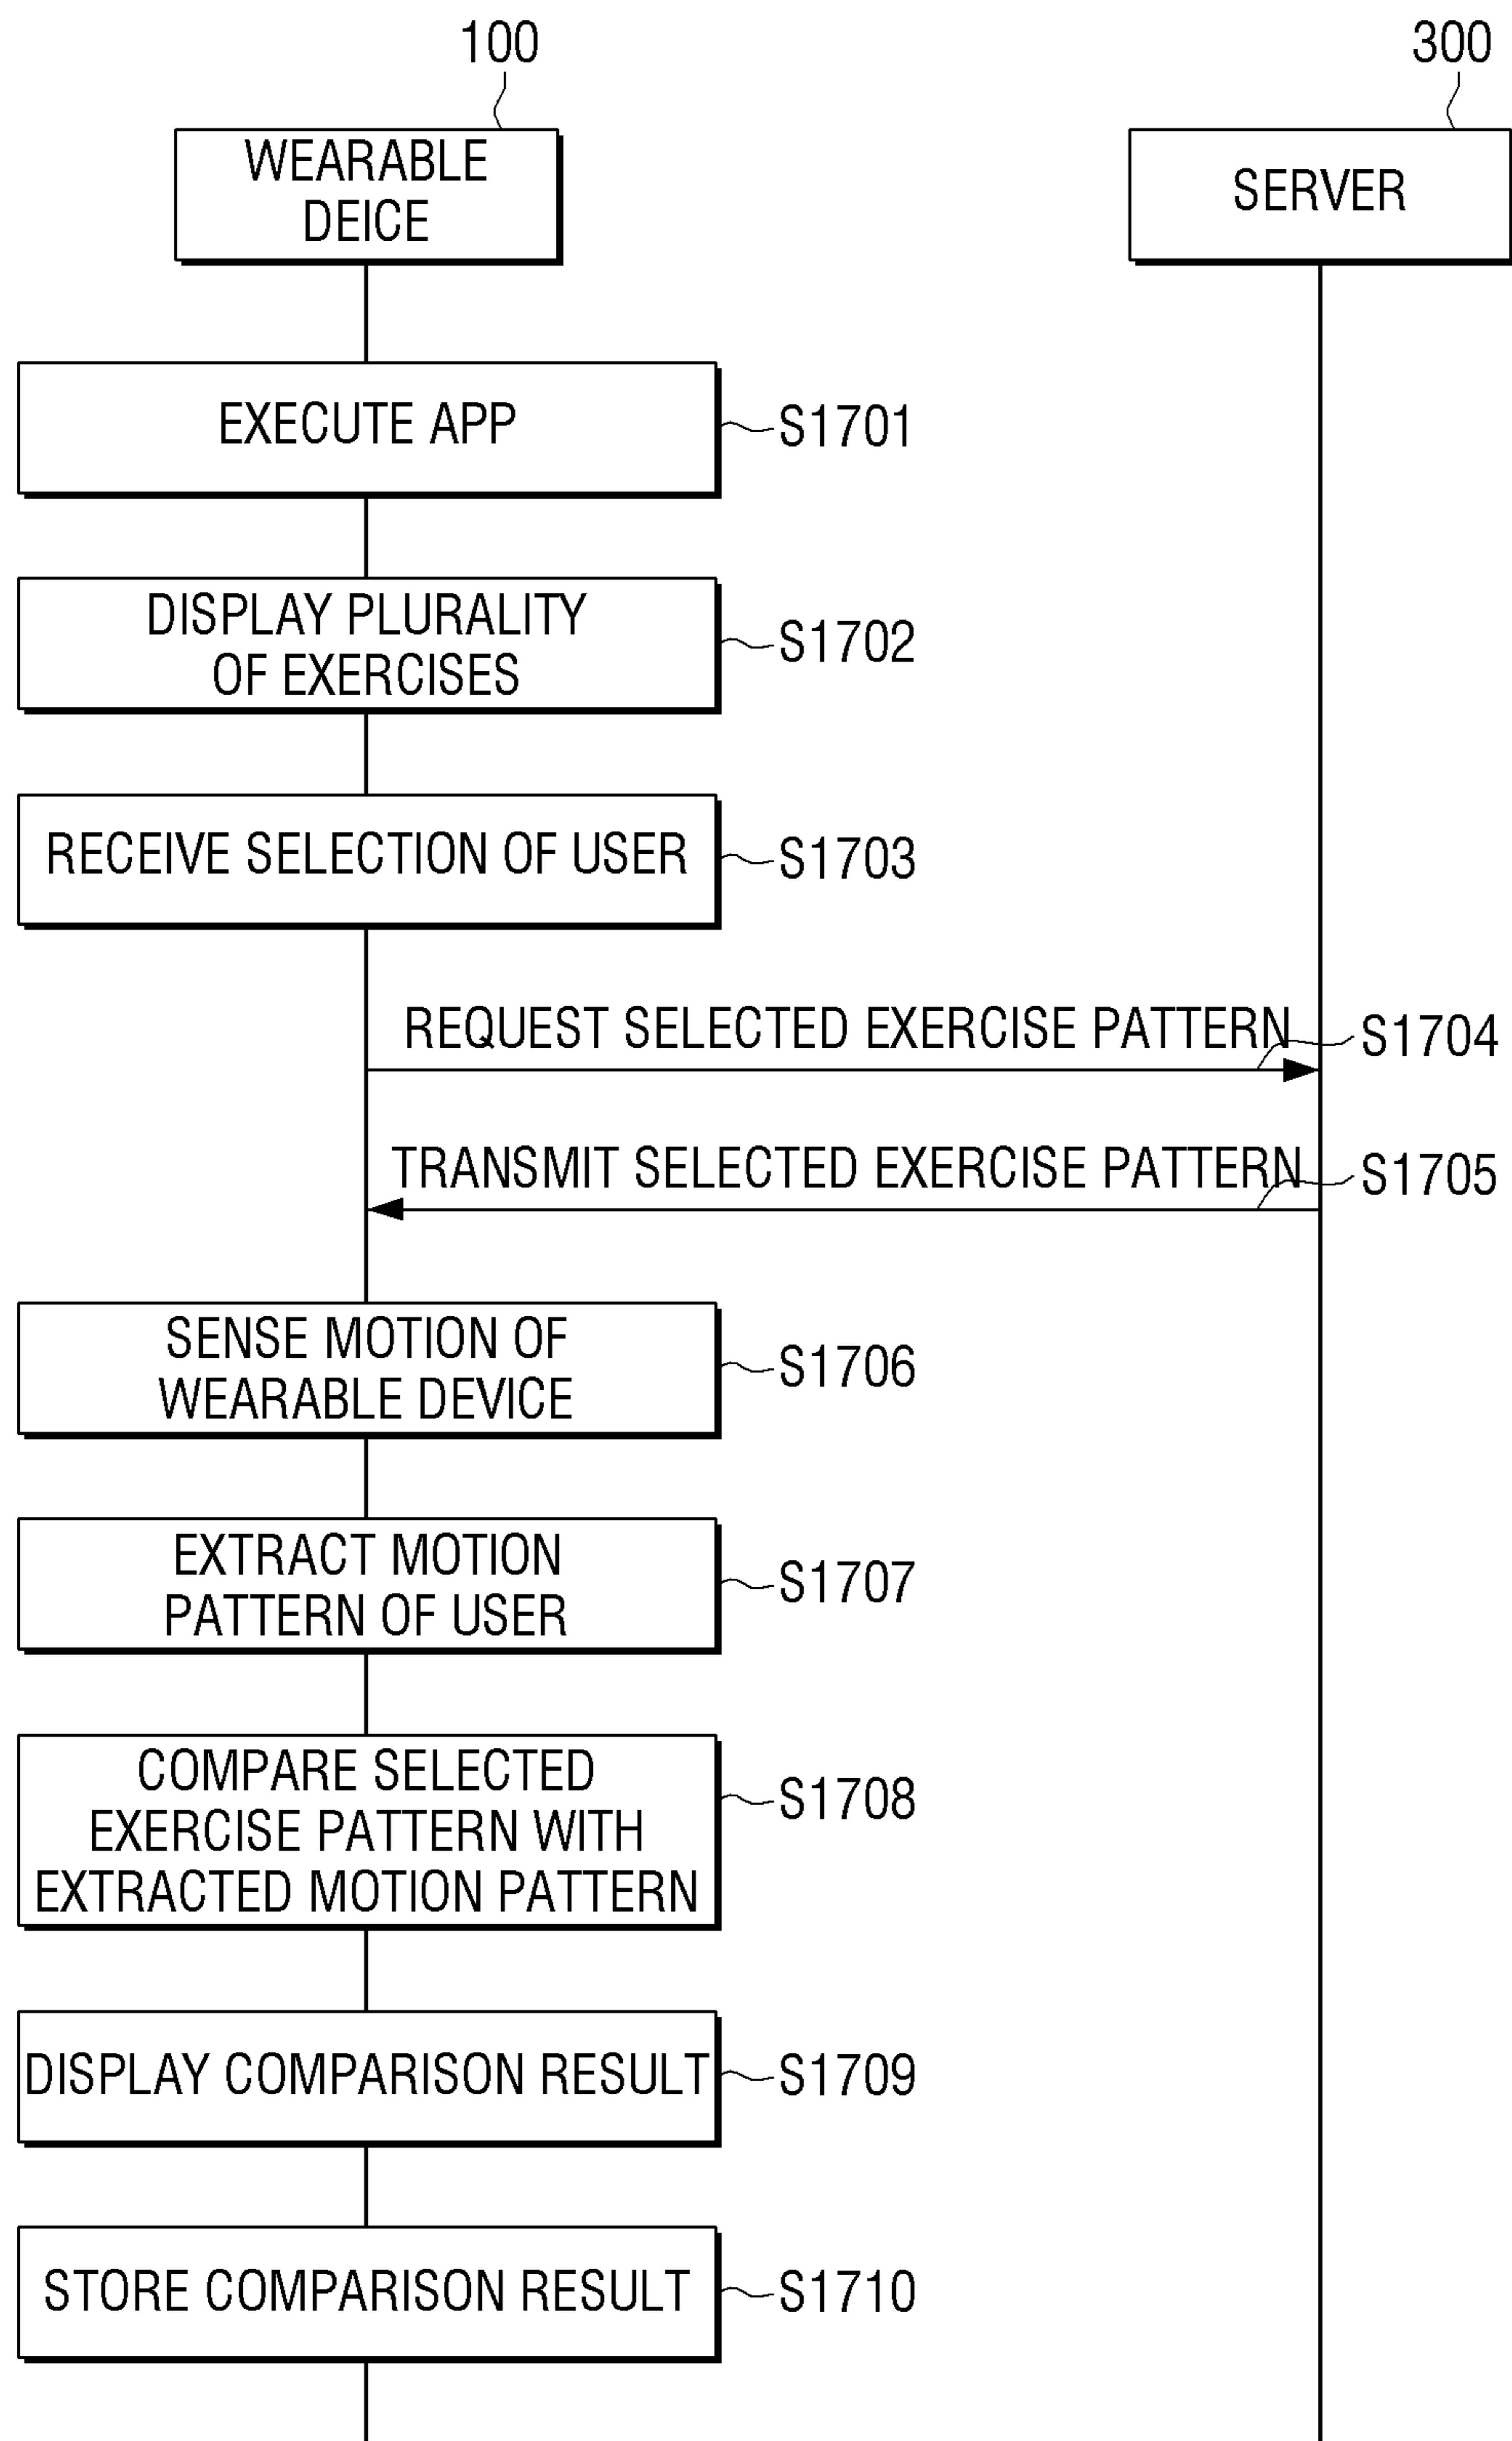 100
300
WEARABLE
DEICE
SERVER
EXECUTE APP
S1701
DISPLAY PLURALITY
OF EXERCISES
S1702
RECEIVE SELECTION OF USER
S1703
REQUEST SELECTED EXERCISE PATTERN
S1704
TRANSMIT SELECTED EXERCISE PATTERN
S1705
SENSE MOTION OF
WEARABLE DEVICE
S1706
EXTRACT MOTION
PATTERN OF USER
S1707
COMPARE SELECTED
EXERCISE PATTERN WITH
EXTRACTED MOTION PATTERN
S1708
DISPLAY COMPARISON RESULT
S1709
STORE COMPARISON RESULT
S1710